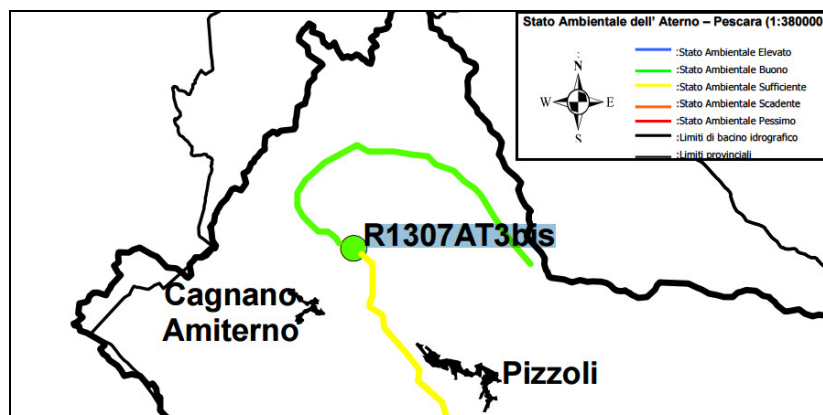 Stato Ambientale dell' Aterno – Pescara (1:380000
:
N
W
E
S
:Stato Ambientale Elevato
:Stato Ambientale Buono
:Stato Ambientale Sufficiente
:Stato Ambientale Scadente
:Stato Ambientale Pessimo
:Limiti di bacino idrografico
:Limiti provinciali
R1307AT3bis
Cagnano
Amiterno
Pizzoli